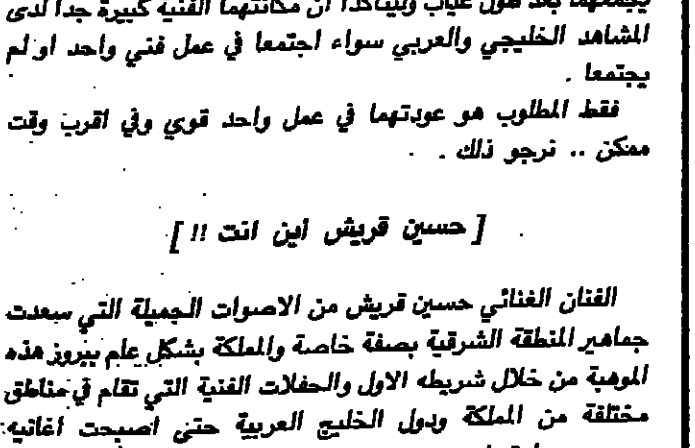 يجمعهما بعد طول غياب وليتأكدا ان مكانتهما الفنية كبيرة جدا لدى
المشاهد الخليجي والعربي سواء اجتمعا في عمل فني واحد او لم
يجتمعا .
فقط المطلوب هو عودتهما في عمل واحد قوي وفي اقرب وقت
ممكن .. نرجو ذلك .
[ حسين قريش أين انت !! ]
الفنان الغنائي حسين قريش من الاصوات الجميلة التي سعدت
جماهير المنطقة الشرقية بصفة خاصة والمملكة بشكل عام ببروز هذه
الموهبة من خلال شريطه الاول والحفلات الفنية التي تقام في مناطق
مختلفة من المملكة ودول الخليج العربية حتى اصبحت اغانيه